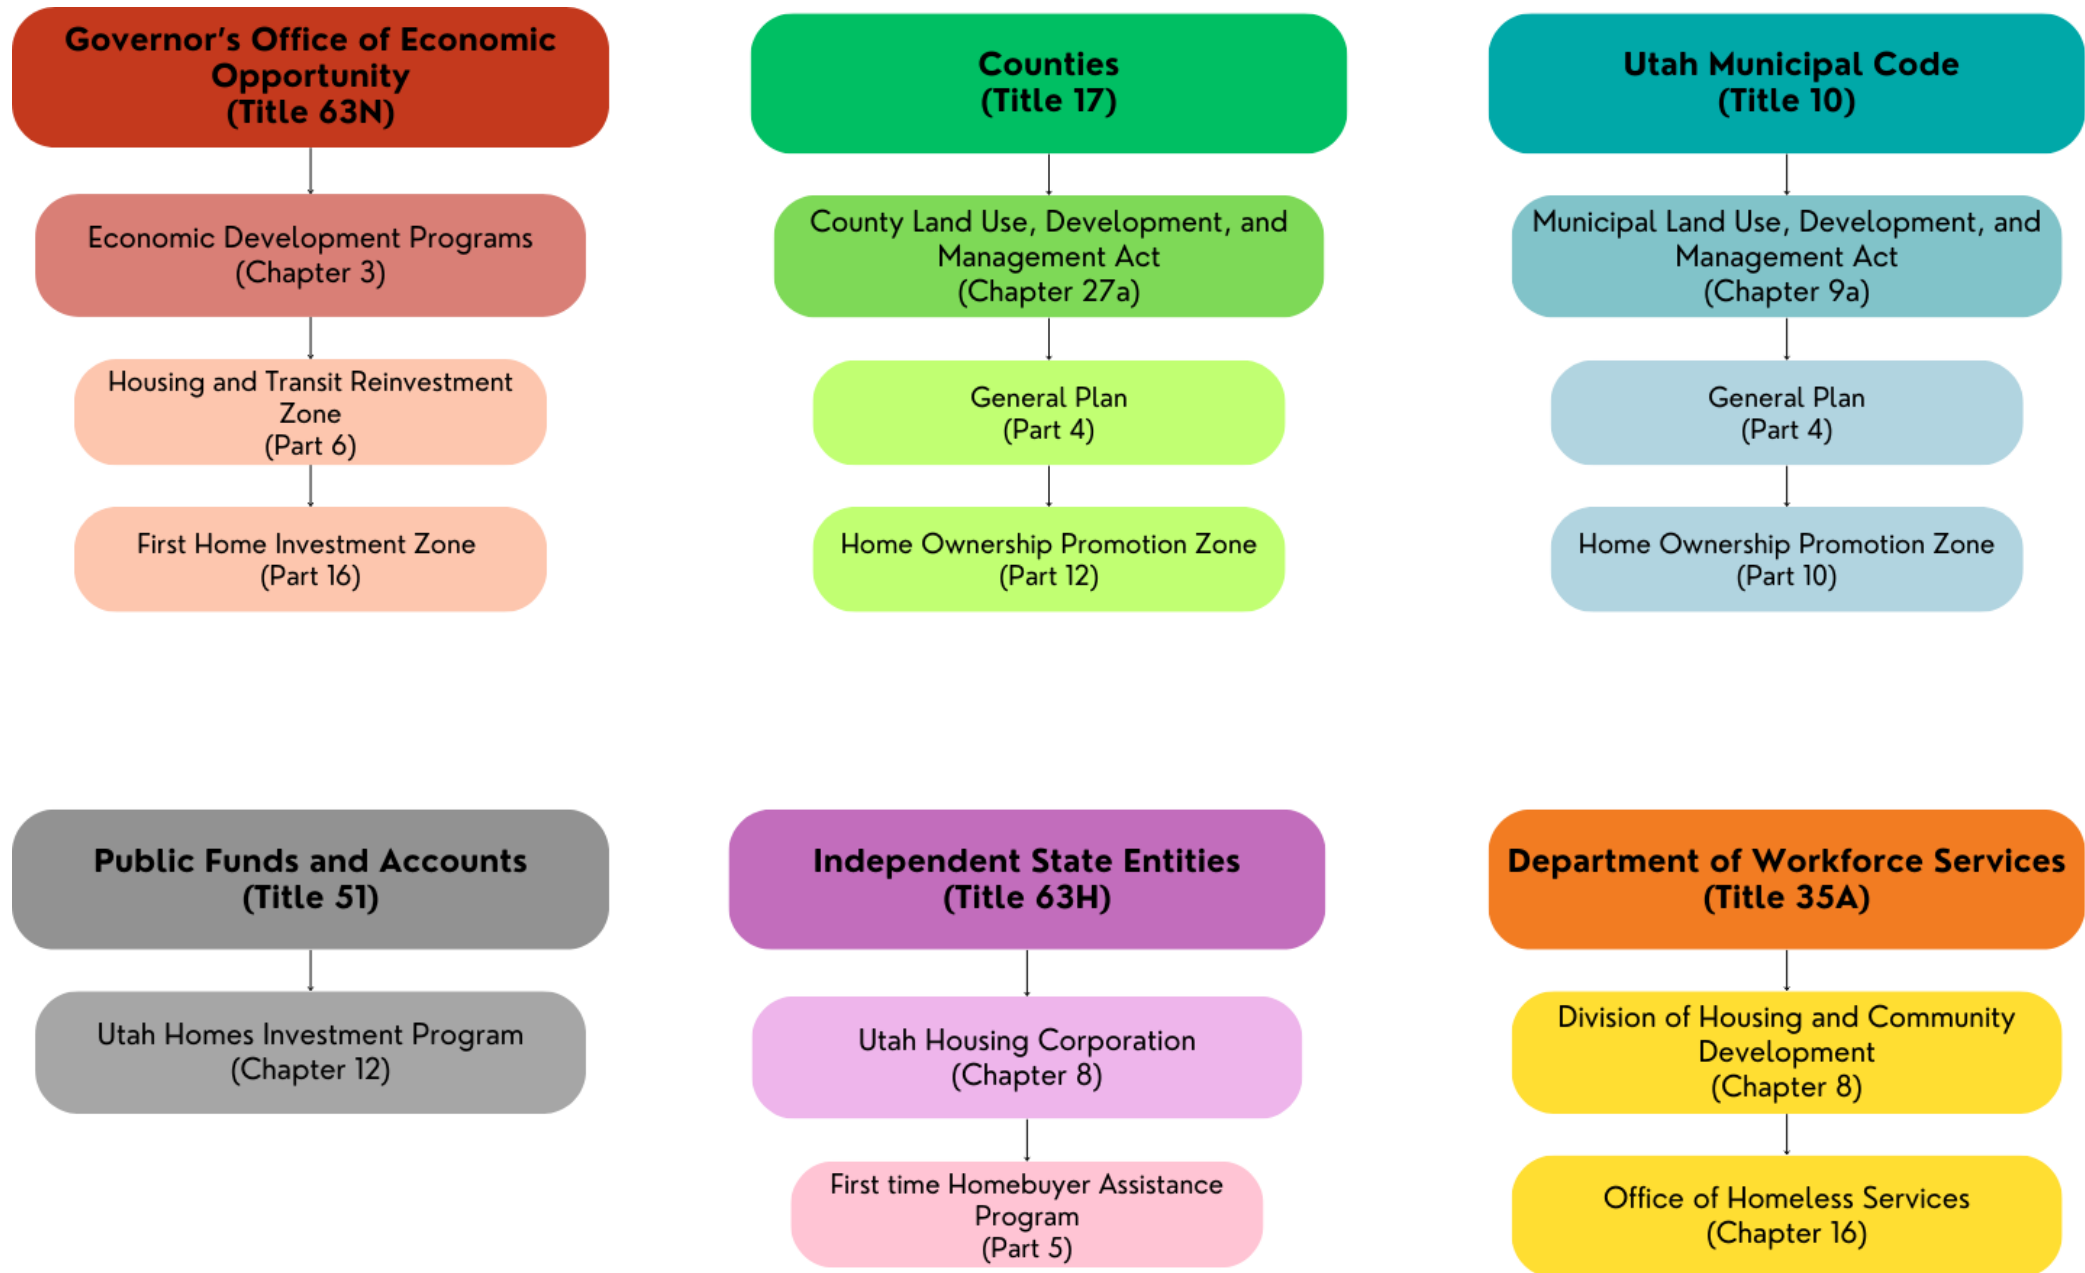 Governor's Office of Economic
Opportunity
(Title 63N)
Economic Development Programs
(Chapter 3)
Housing and Transit Reinvestment
Zone
(Part 6)
First Home Investment Zone
(Part 16)
Counties
(Title 17)
County Land Use, Development, and
Management Act
(Chapter 27a)
General Plan
(Part 4)
Home Ownership Promotion Zone
(Part 12)
Utah Municipal Code
(Title 10)
Municipal Land Use, Development, and
Management Act
(Chapter 9a)
General Plan
(Part 4)
Home Ownership Promotion Zone
(Part 10)
Public Funds and Accounts
(Title 51)
Utah Homes Investment Program
(Chapter 12)
Independent State Entities
(Title 63H)
Utah Housing Corporation
(Chapter 8)
First time Homebuyer Assistance
Program
(Part 5)
Department of Workforce Services
(Title 35A)
Division of Housing and Community
Development
(Chapter 8)
Office of Homeless Services
(Chapter 16)